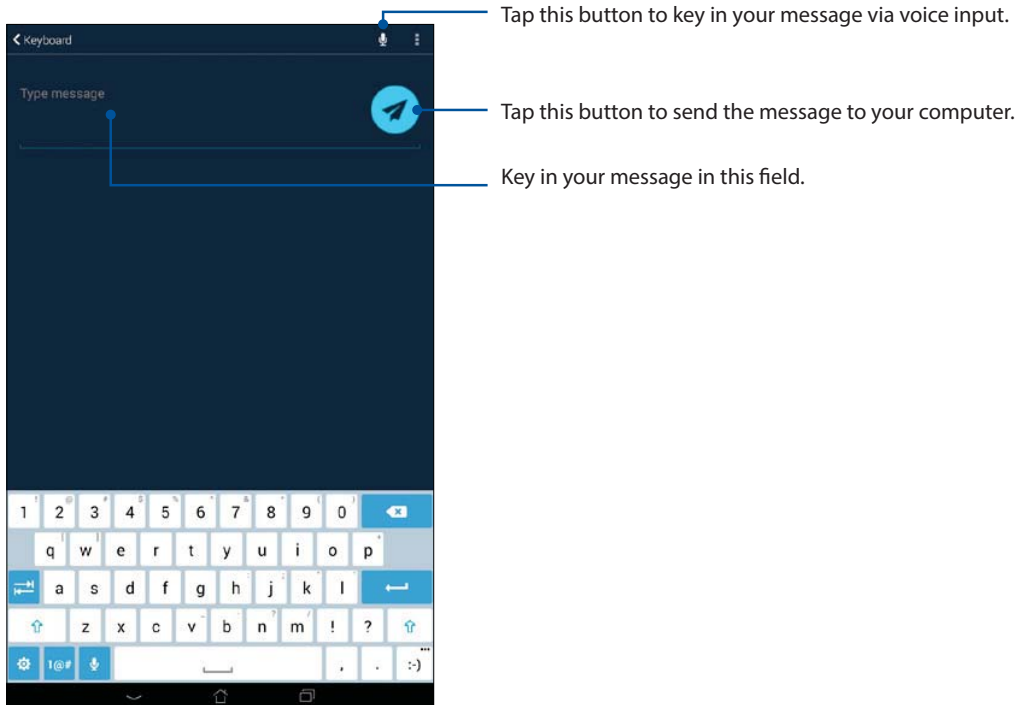 Tap this button to key in your message via voice input.
Keyboard
Type message
Tap this button to send the message to your computer.
Key in your message in this field.
1 2 3 4 5 6 7 8 9 0
q w e r t y u i o p
a s d f g h j k l
z x c v b n m ! ?
1@# , . :-)